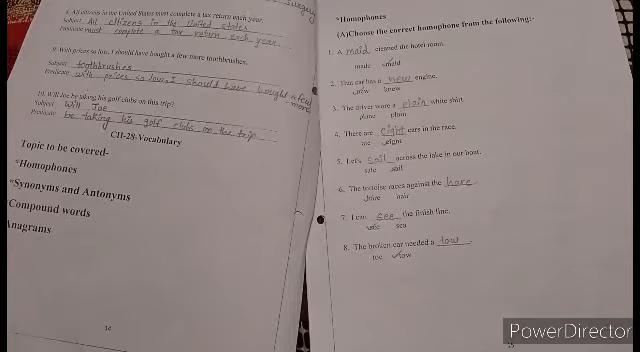 surgery
8. All citizens in the United States must complete a tax return each year.
Subject All citizens in the United states
Predicate must complete a tax return each year.
9. With prices so low, I should have bought a few more toothbrushes.
Subject toothbrushes
Predicate with prices so low, I should have bought a few more
10. Will Joe be taking his golf clubs on this trip?
Subject Will Joe
Predicate be taking his golf clubs on the trip
CH-28-Vocabulary
Topic to be covered-
*Homophones
*Synonyms and Antonyms
Compound words
Anagrams
14
*Homophones
(A)Choose the correct homophone from the following:-
1. A maid cleaned the hotel room.
made maid
2. This car has a new engine.
new knew
3. The driver wore a plain white shirt.
plane plain
4. There are eight cars in the race.
ate eight
5. Let's sail across the lake in our boat.
sale sail
6. The tortoise races against the hare.
hare hair
7. I can see the finish line.
see sea
8. The broken car needed a tow.
toe tow
15
PowerDirector